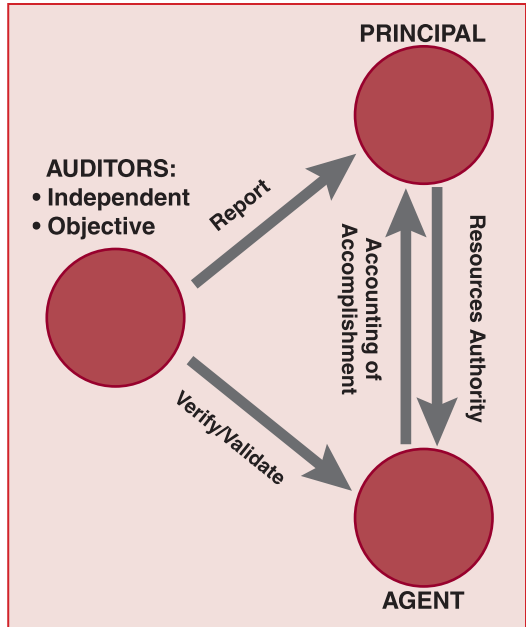 PRINCIPAL
AUDITORS:
• Independent
• Objective
Report
Accounting of
Accomplishment
Resources Authority
Verify/Validate
AGENT